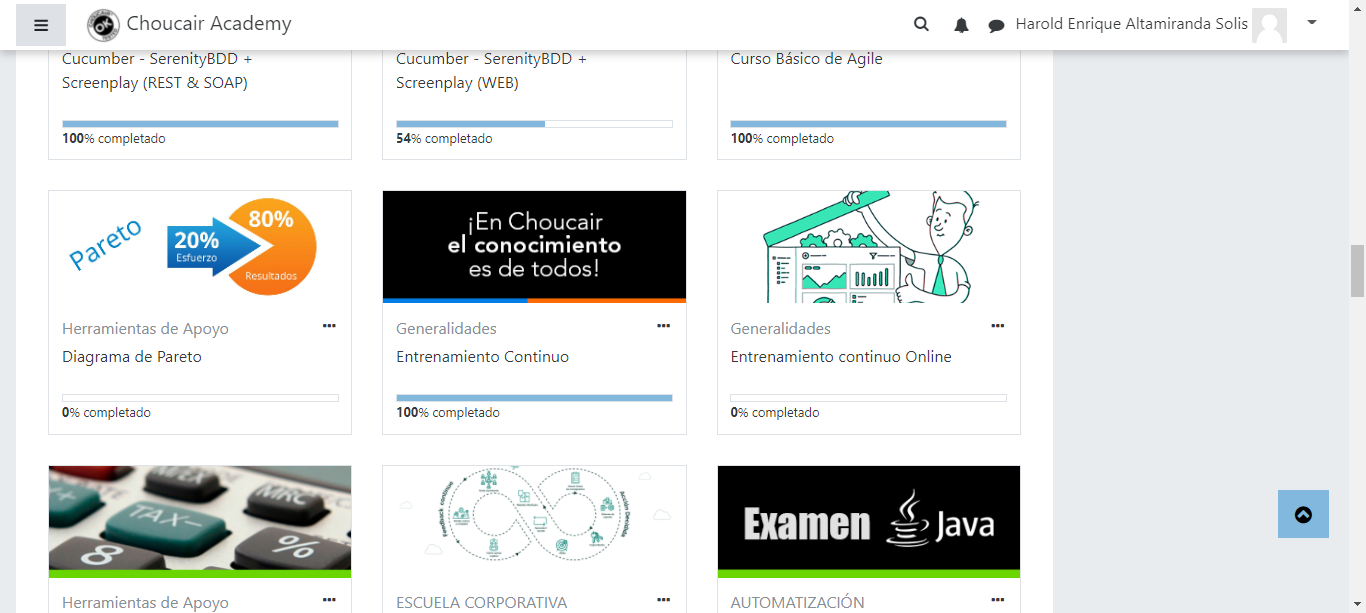 Choucair Academy
Harold Enrique Altamiranda Solis
Cucumber - SerenityBDD +
Screenplay (REST & SOAP)
100% completado
Cucumber - SerenityBDD +
Screenplay (WEB)
54% completado
Curso Básico de Agile
100% completado
Pareto
20%
Esfuerzo
80%
Resultados
Herramientas de Apoyo
Diagrama de Pareto
0% completado
¡En Choucair
el conocimiento
es de todos!
Generalidades
Entrenamiento Continuo
100% completado
Generalidades
Entrenamiento continuo Online
0% completado
MRC
TAX-
8
%
Herramientas de Apoyo
Feedback continuo
ESCUELA CORPORATIVA
Examen
Java
AUTOMATIZACIÓN